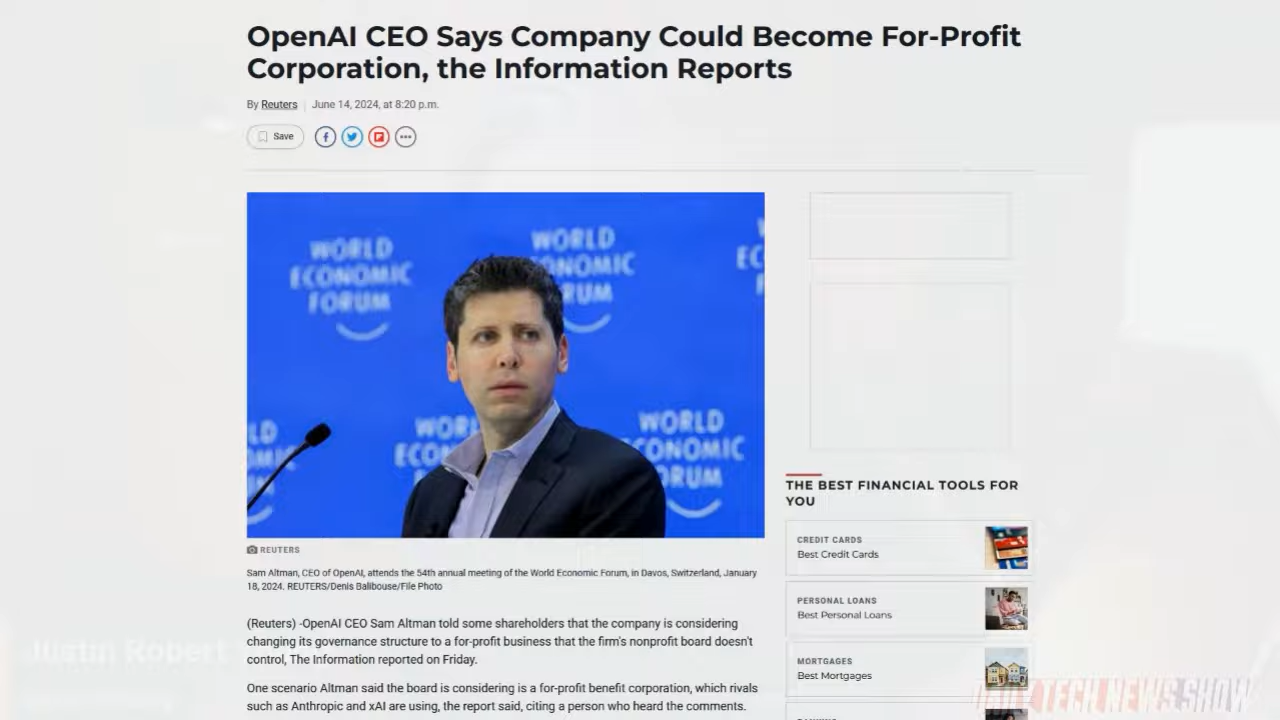 OpenAI CEO Says Company Could Become For-Profit
Corporation, the Information Reports
By Reuters | June 14, 2024, at 8:20 p.m.
Save
WORLD
ECONOMIC
FORUM
WORLD
ECONOMIC
FORUM
WORLD
ECONOMIC
FORUM
REUTERS
Sam Altman, CEO of OpenAI, attends the 54th annual meeting of the World Economic Forum, in Davos, Switzerland, January
18, 2024. REUTERS/Denis Balibouse/File Photo
(Reuters) -OpenAI CEO Sam Altman told some shareholders that the company is considering
changing its governance structure to a for-profit business that the firm's nonprofit board doesn't
control, The Information reported on Friday.
One scenario Altman said the board is considering is a for-profit benefit corporation, which rivals
such as Anthropic and xAI are using, the report said, citing a person who heard the comments.
THE BEST FINANCIAL TOOLS FOR
YOU
CREDIT CARDS
Best Credit Cards
PERSONAL LOANS
Best Personal Loans
MORTGAGES
Best Mortgages
Justin Robert
DAILY TECH NEWS SHOW